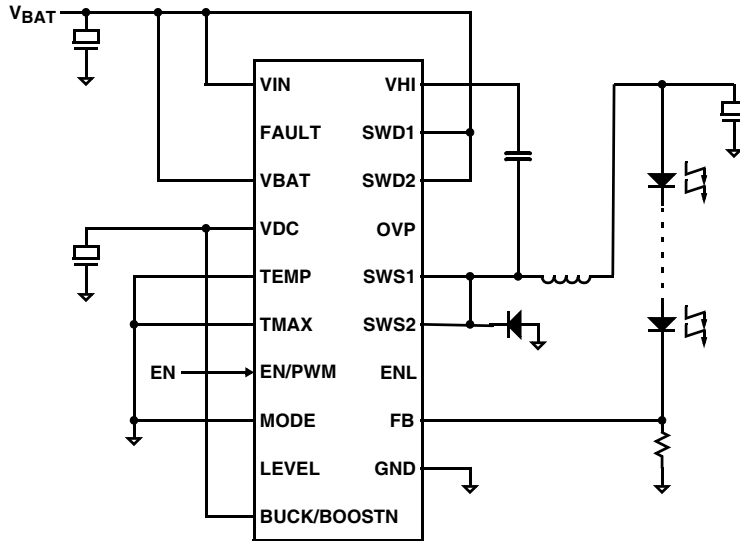 VBAT
VIN
FAULT
VBAT
VDC
TEMP
TMAX
EN
EN/PWM
MODE
LEVEL
BUCK/BOOSTN
VHI
SWD1
SWD2
OVP
SWS1
SWS2
ENL
FB
GND